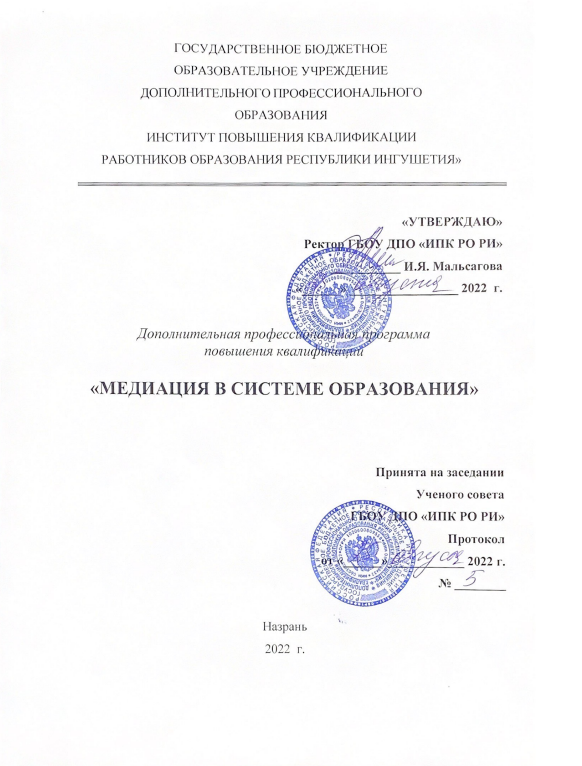 ГОСУДАРСТВЕННОЕ БЮДЖЕТНОЕ
ОБРАЗОВАТЕЛЬНОЕ УЧРЕЖДЕНИЕ
ДОПОЛНИТЕЛЬНОГО ПРОФЕССИОНАЛЬНОГО
ОБРАЗОВАНИЯ
ИНСТИТУТ ПОВЫШЕНИЯ КВАЛИФИКАЦИИ
РАБОТНИКОВ ОБРАЗОВАНИЯ РЕСПУБЛИКИ ИНГУШЕТИЯ»
«УТВЕРЖДАЮ»
Ректор ГБОУ ДПО «ИПК РО РИ»
И.Я. Мальсагова
2022 г.
Дополнительная профессиональная программа
повышения квалификации
«МЕДИАЦИЯ В СИСТЕМЕ ОБРАЗОВАНИЯ»
Принята на заседании
Ученого совета
ГБОУ ДПО «ИПК РО РИ»
Протокол
от « » августа 2022 г.
№ 5
Назрань
2022 г.